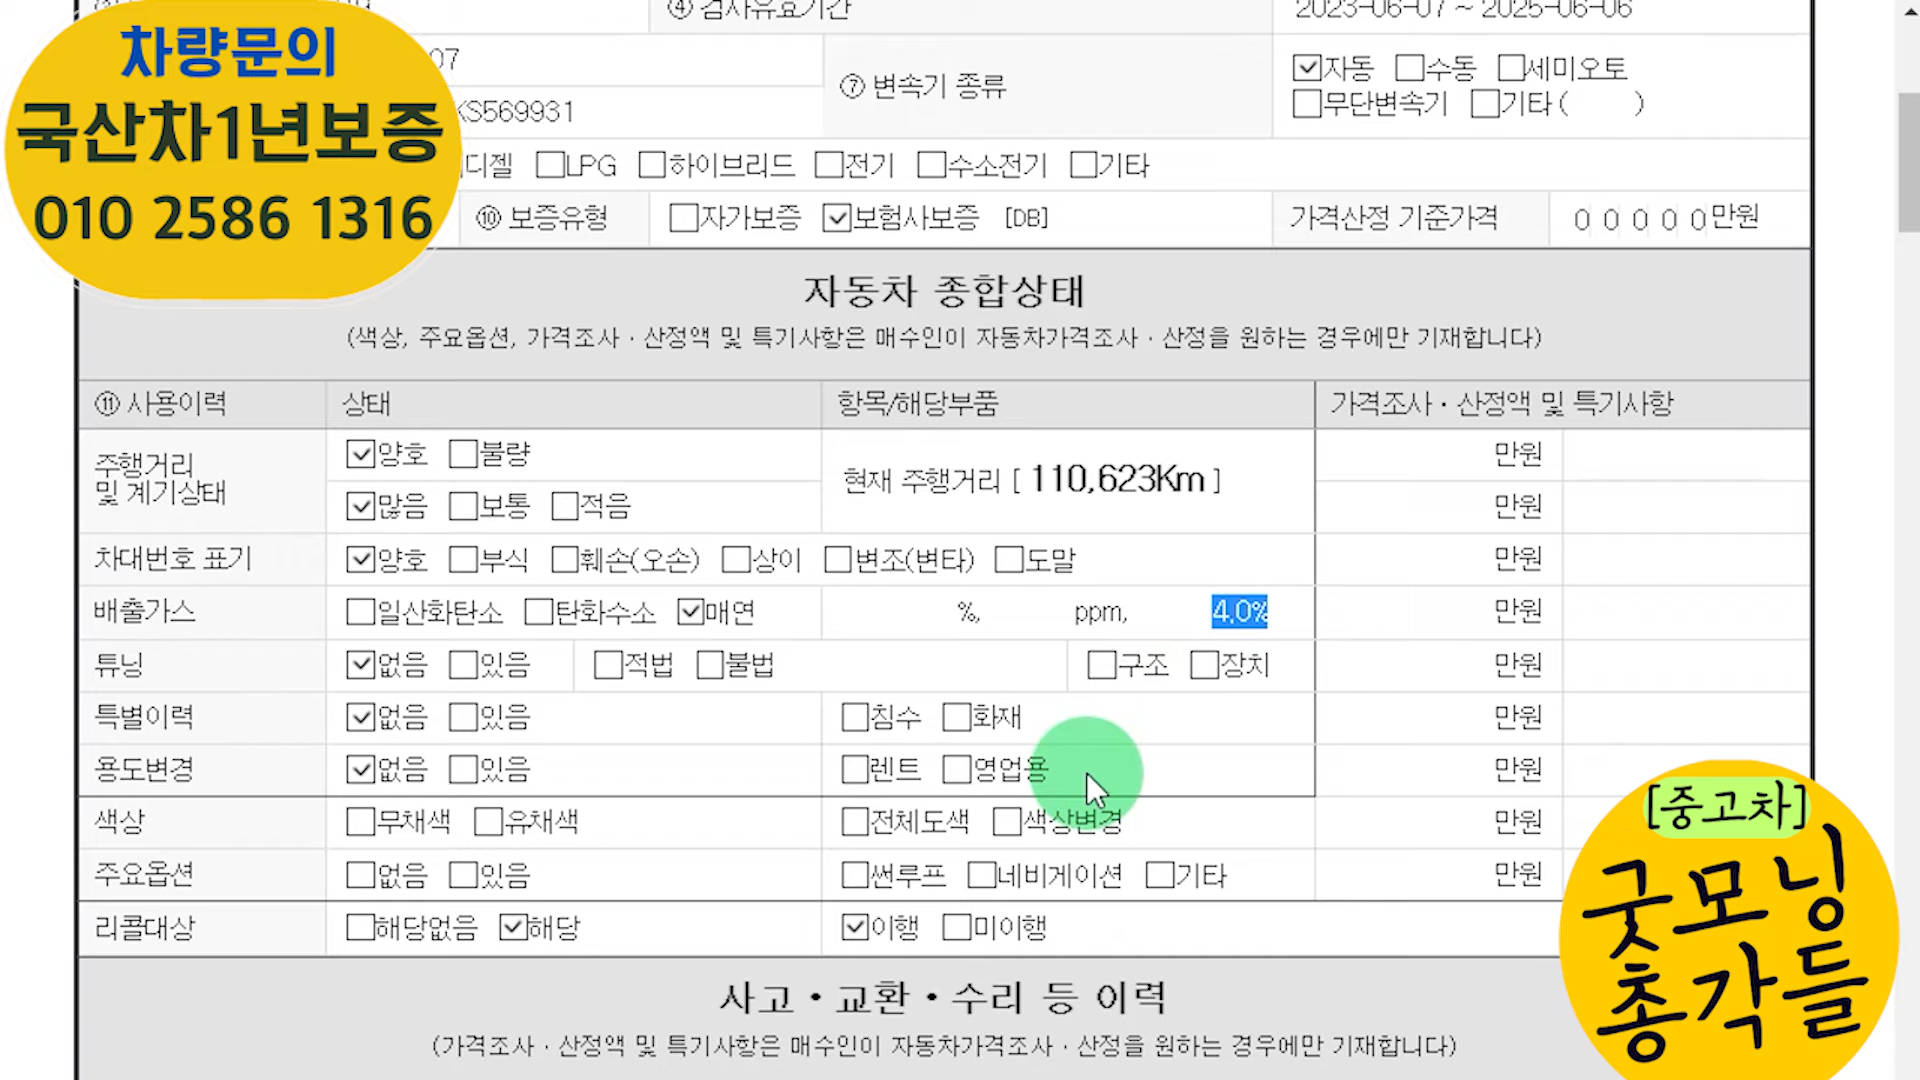 차량문의
국산차1년보증
010 2586 1316
④ 검사유효기간
2023-06-07 ~ 2025-06-06
07
KS569931
⑦ 변속기 종류
자동 수동 세미오토
무단변속기 기타 ( )
디젤 LPG 하이브리드 전기 수소전기 기타
⑩ 보증유형 자가보증 보험사보증 [DB] 가격산정 기준가격 0 0 0 0 0 만원
자동차 종합상태
(색상, 주요옵션, 가격조사 · 산정액 및 특기사항은 매수인이 자동차가격조사 · 산정을 원하는 경우에만 기재합니다)
⑪ 사용이력 상태 항목/해당부품 가격조사 · 산정액 및 특기사항
주행거리
및 계기상태
양호 불량 만원
현재 주행거리 [ 110,623Km ]
많음 보통 적음 만원
차대번호 표기 양호 부식 훼손(오손) 상이 변조(변타) 도말 만원
배출가스 일산화탄소 탄화수소 매연 %, ppm, 4.0% 만원
튜닝 없음 있음 적법 불법 구조 장치 만원
특별이력 없음 있음 침수 화재 만원
용도변경 없음 있음 렌트 영업용 만원
색상 무채색 유채색 전체도색 색상변경 만원
주요옵션 없음 있음 썬루프 네비게이션 기타 만원
리콜대상 해당없음 해당 이행 미이행
사고 · 교환 · 수리 등 이력
(가격조사 · 산정액 및 특기사항은 매수인이 자동차가격조사 · 산정을 원하는 경우에만 기재합니다)
[중고차]
굿모닝
총각들